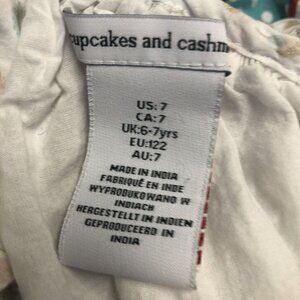 cupcakes and cashm
US: 7
CA: 7
UK:6-7yrs
EU:122
AU:7
MADE IN INDIA
FABRIQUÉ EN INDE
WYPRODUKOWANO W
INDIACH
HERGESTELLT IN INDIEN
GEPRODUCEERD IN
INDIA